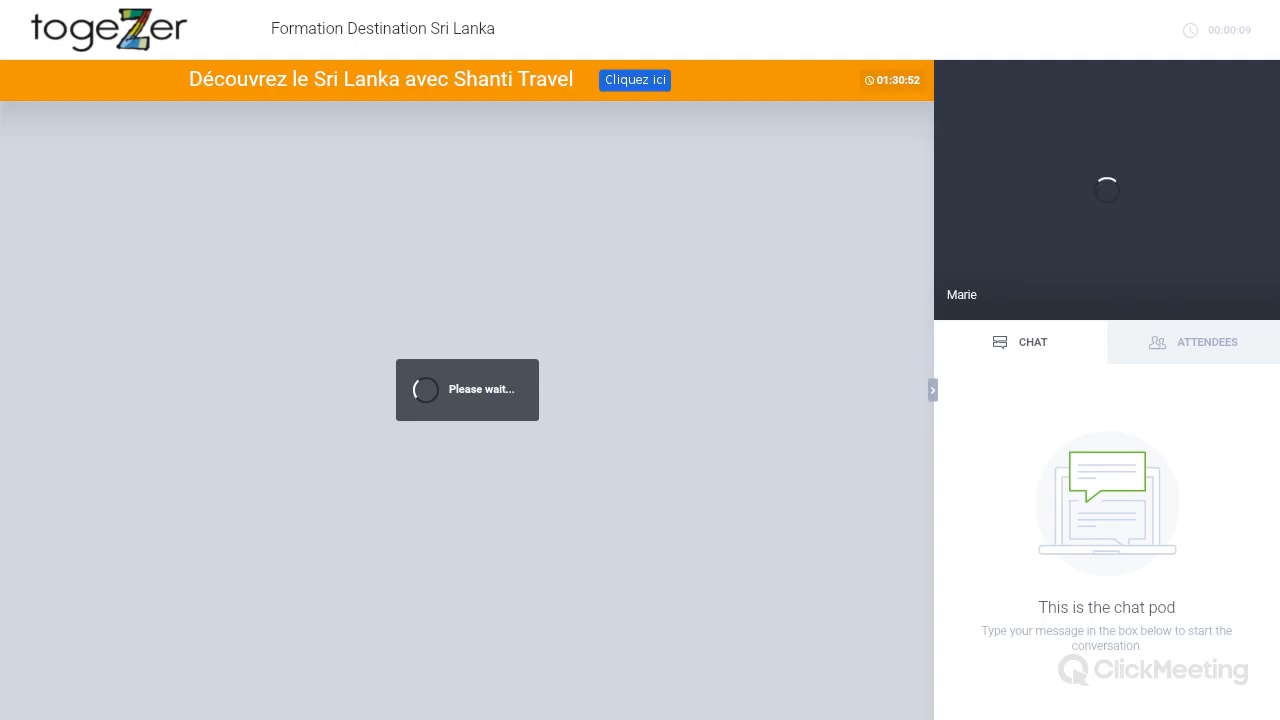 togeZer
Formation Destination Sri Lanka
00:00:09
Découvrez le Sri Lanka avec Shanti Travel
Cliquez ici
01:30:52
Marie
CHAT
ATTENDEES
Please wait...
This is the chat pod
Type your message in the box below to start the
conversation.
ClickMeeting